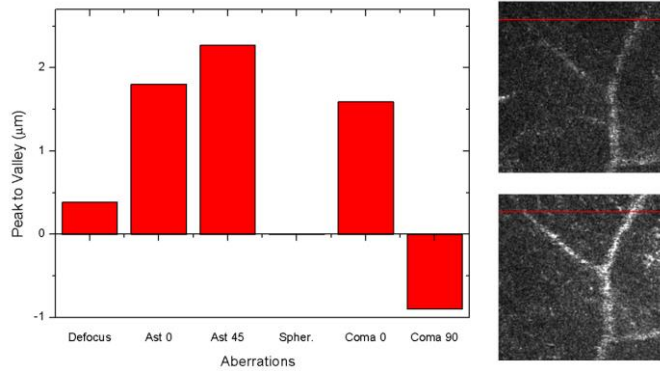 Peak to Valley (μm)
2
1
0
-1
Defocus Ast 0 Ast 45 Spher. Coma 0 Coma 90
Aberrations